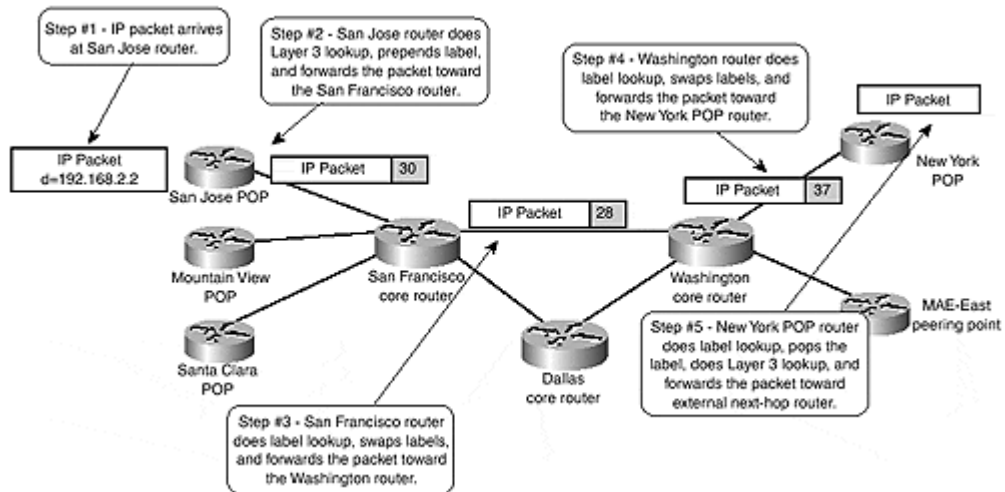 Step #1 - IP packet arrives
at San Jose router.
Step #2 - San Jose router does
Layer 3 lookup, prepends label,
and forwards the packet toward
the San Francisco router.
Step #4 - Washington router does
label lookup, swaps labels, and
forwards the packet toward
the New York POP router.
IP Packet
IP Packet
d=192.168.2.2
San Jose POP
IP Packet 30
New York
POP
IP Packet 37
IP Packet 28
Mountain View
POP
San Francisco
core router
Washington
core router
MAE-East
peering point
Santa Clara
POP
Dallas
core router
Step #5 - New York POP router
does label lookup, pops the
label, does Layer 3 lookup, and
forwards the packet toward
external next-hop router.
Step #3 - San Francisco router
does label lookup, swaps labels,
and forwards the packet toward
the Washington router.